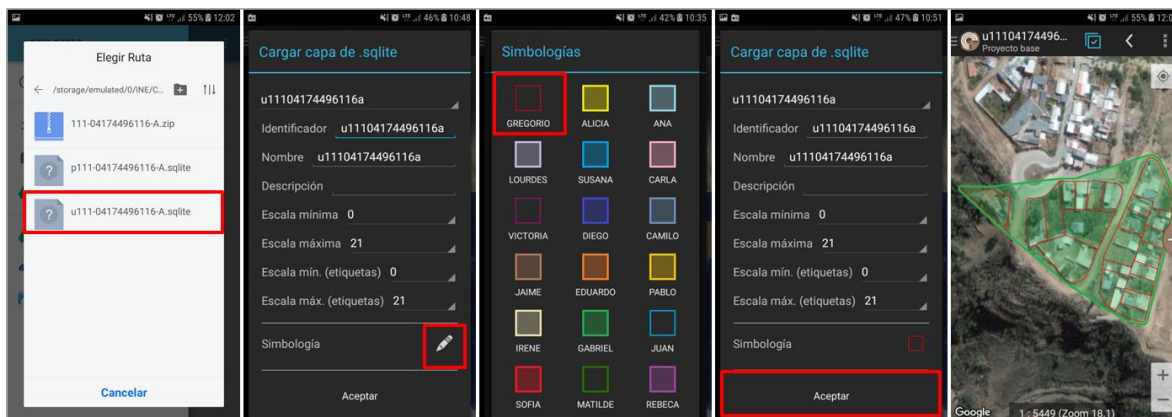 55% 12:02
Elegir Ruta
/storage/emulated/0/INE/C...
111-04174496116-A.zip
p111-04174496116-A.sqlite
u111-04174496116-A.sqlite
Cancelar
46% 10:48
Cargar capa de .sqlite
u11104174496116a
Identificador u11104174496116a
Nombre u11104174496116a
Descripción
Escala mínima 0
Escala máxima 21
Escala mín. (etiquetas) 0
Escala máx. (etiquetas) 21
Simbología
Aceptar
42% 10:35
Simbologías
GREGORIO ALICIA ANA
LOURDES SUSANA CARLA
VICTORIA DIEGO CAMILO
JAIME EDUARDO PABLO
IRENE GABRIEL JUAN
SOFIA MATILDE REBECA
47% 10:51
Cargar capa de .sqlite
u11104174496116a
Identificador u11104174496116a
Nombre u11104174496116a
Descripción
Escala mínima 0
Escala máxima 21
Escala mín. (etiquetas) 0
Escala máx. (etiquetas) 21
Simbología
Aceptar
55% 12:0
u11104174496...
Proyecto base
Google
1 : 5449 (Zoom 18.1)